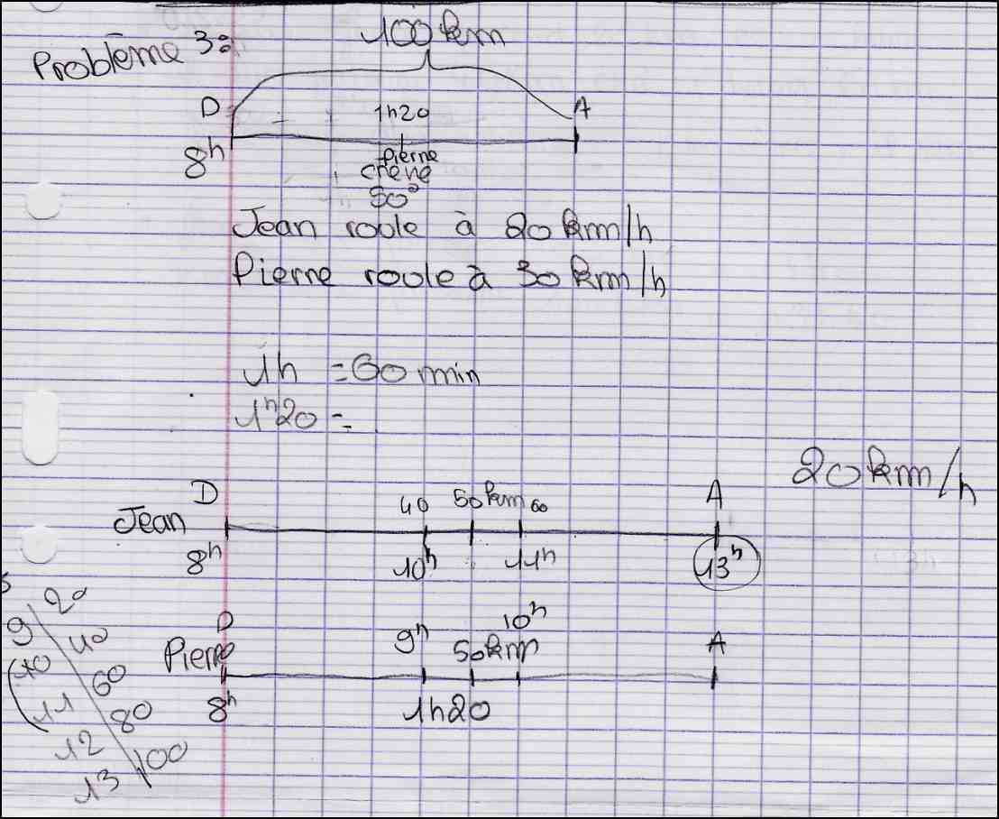 Problème 3:
100 km
D 1h20 A
8h
Pierre
crève
50e
Jean roule à 20 km/h
Pierre roule à 30 km/h
1h = 60 min
1h20 = .
20 km/h
D 40 50 km 60 A
Jean
8h 10h 11h 13h
D 9h 10h
50 km A
Pierre
8h 1h20
20
9 40
10 60
11 80
12 100
13